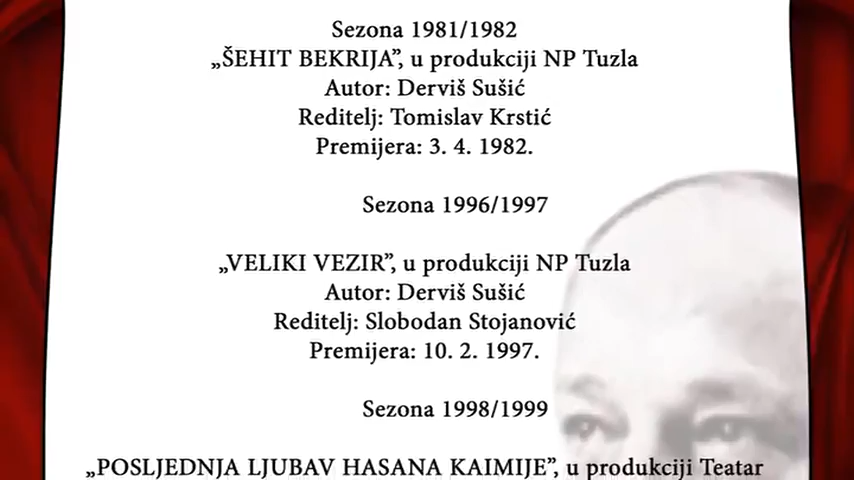 Sezona 1981/1982
„ŠEHIT BEKRIJA”, u produkciji NP Tuzla
Autor: Derviš Sušić
Reditelj: Tomislav Krstić
Premijera: 3. 4. 1982.
Sezona 1996/1997
„VELIKI VEZIR”, u produkciji NP Tuzla
Autor: Derviš Sušić
Reditelj: Slobodan Stojanović
Premijera: 10. 2. 1997.
Sezona 1998/1999
„POSLJEDNJA LJUBAV HASANA KAIMIJE”, u produkciji Teatar